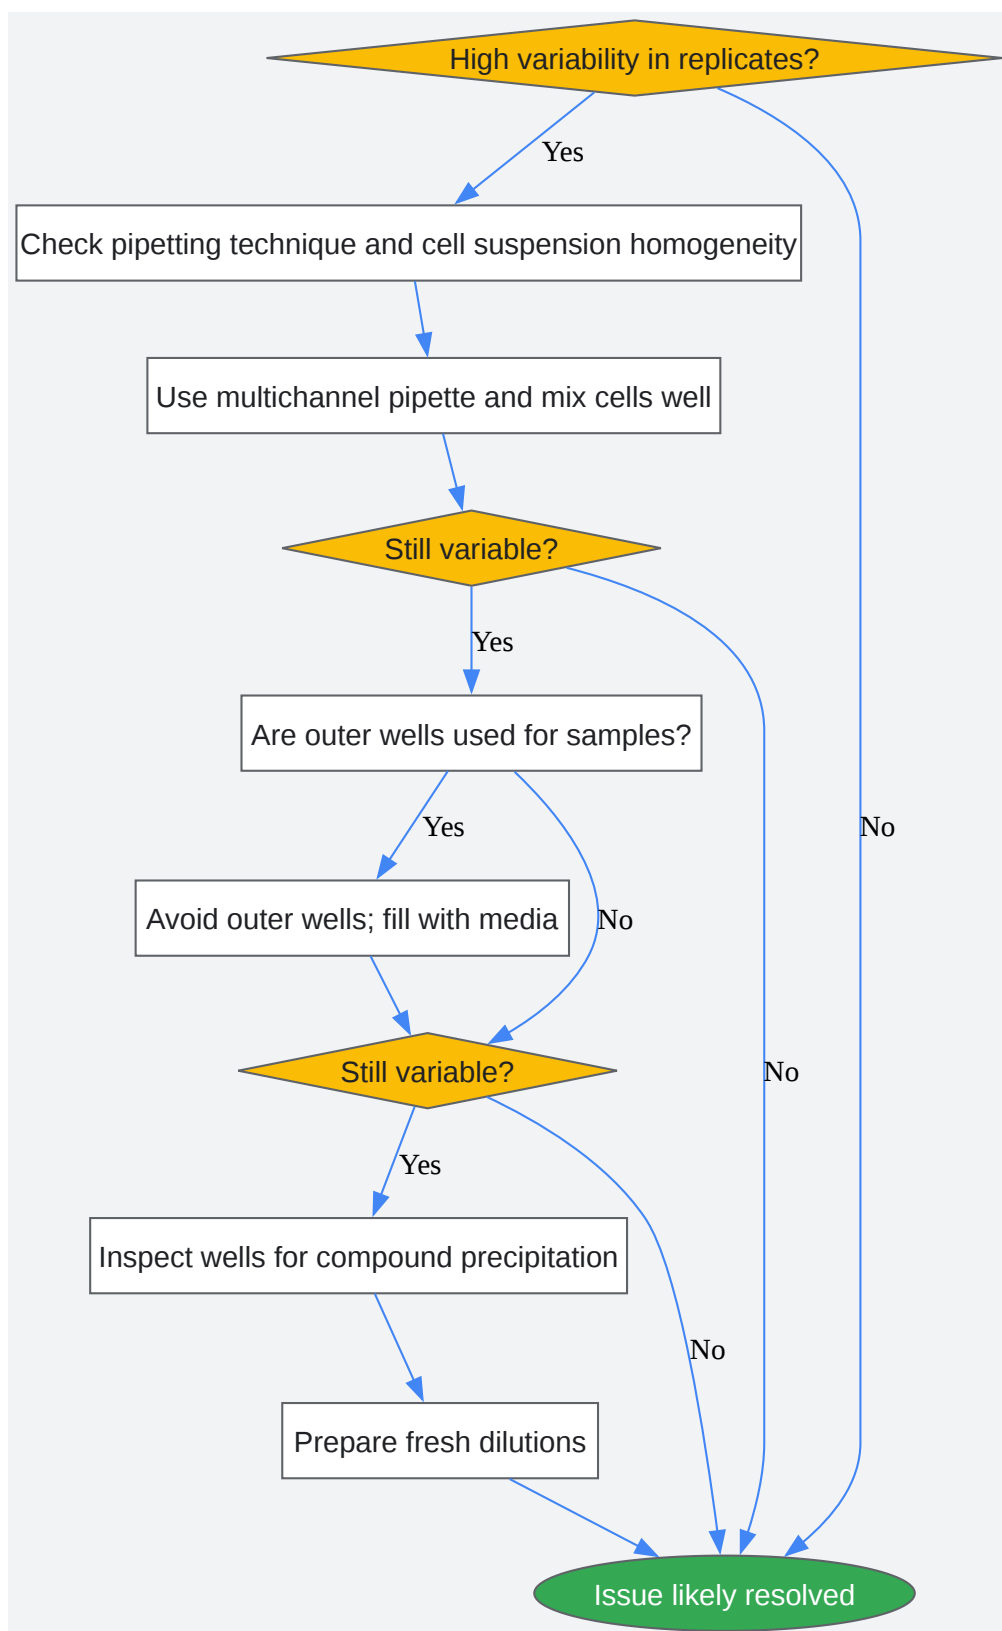 High variability in replicates?
Yes
Check pipetting technique and cell suspension homogeneity
Use multichannel pipette and mix cells well
Still variable?
Yes
Are outer wells used for samples?
Yes
No
Avoid outer wells; fill with media
No
Still variable?
No
Yes
Inspect wells for compound precipitation
No
Prepare fresh dilutions
Issue likely resolved